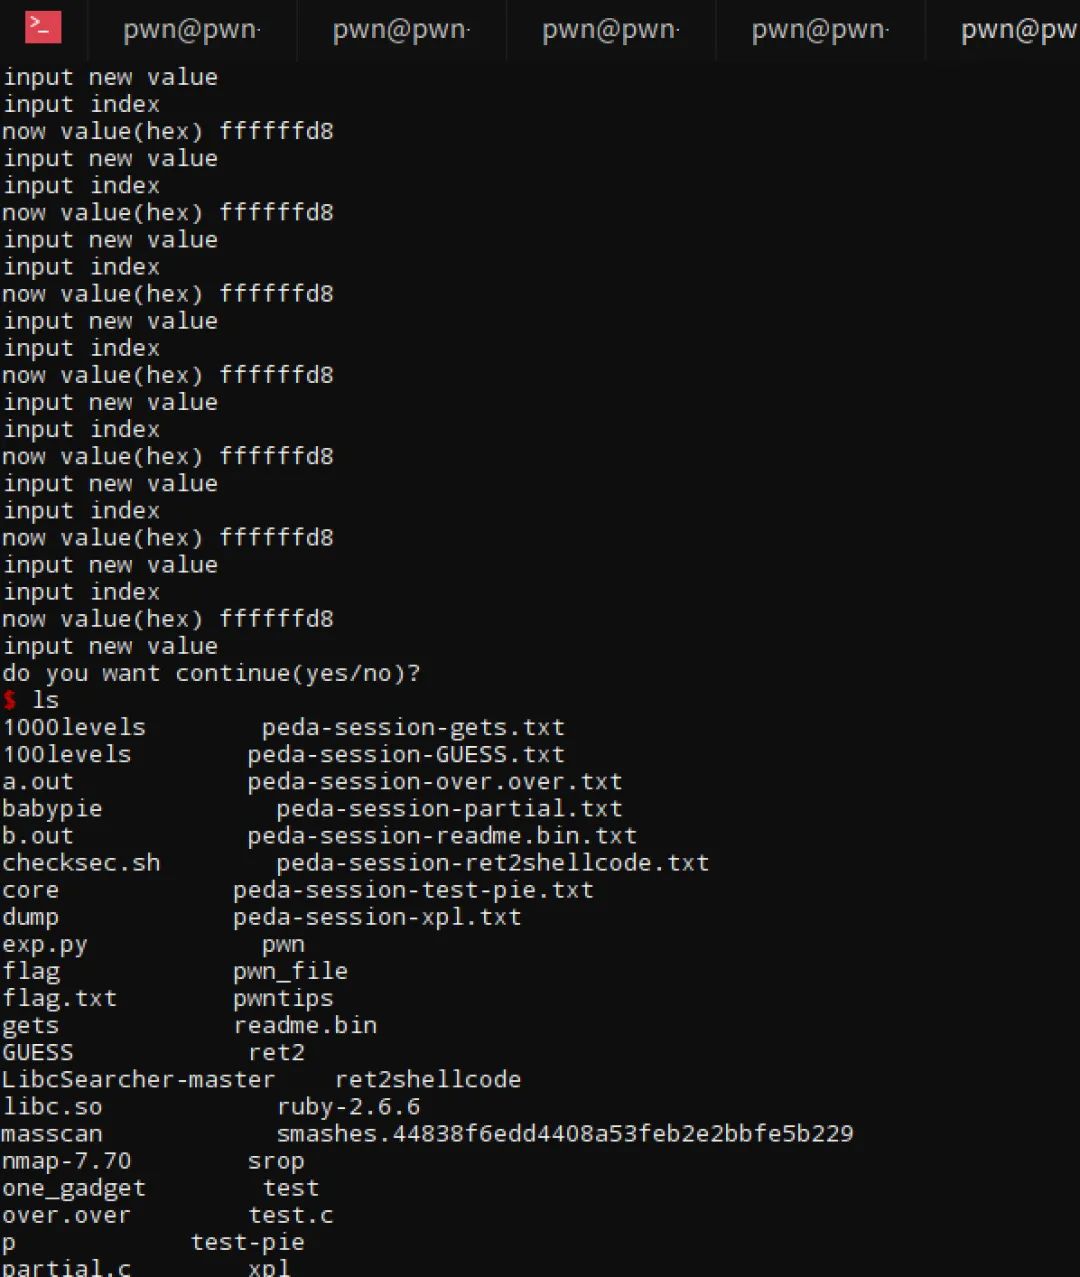 >_ pwn@pwn· pwn@pwn· pwn@pwn· pwn@pwn· pwn@pw
input new value
input index
now value(hex) ffffffd8
input new value
input index
now value(hex) ffffffd8
input new value
input index
now value(hex) ffffffd8
input new value
input index
now value(hex) ffffffd8
input new value
input index
now value(hex) ffffffd8
input new value
input index
now value(hex) ffffffd8
input new value
input index
now value(hex) ffffffd8
input new value
do you want continue(yes/no)?
$ ls
1000levels        peda-session-gets.txt
100levels        peda-session-GUESS.txt
a.out            peda-session-over.over.txt
babypie            peda-session-partial.txt
b.out            peda-session-readme.bin.txt
checksec.sh        peda-session-ret2shellcode.txt
core            peda-session-test-pie.txt
dump            peda-session-xpl.txt
exp.py            pwn
flag            pwn_file
flag.txt        pwntips
gets            readme.bin
GUESS            ret2
LibcSearcher-master    ret2shellcode
libc.so            ruby-2.6.6
masscan            smashes.44838f6edd4408a53feb2e2bbfe5b229
nmap-7.70        srop
one_gadget        test
over.over        test.c
p            test-pie
partial.c        xpl